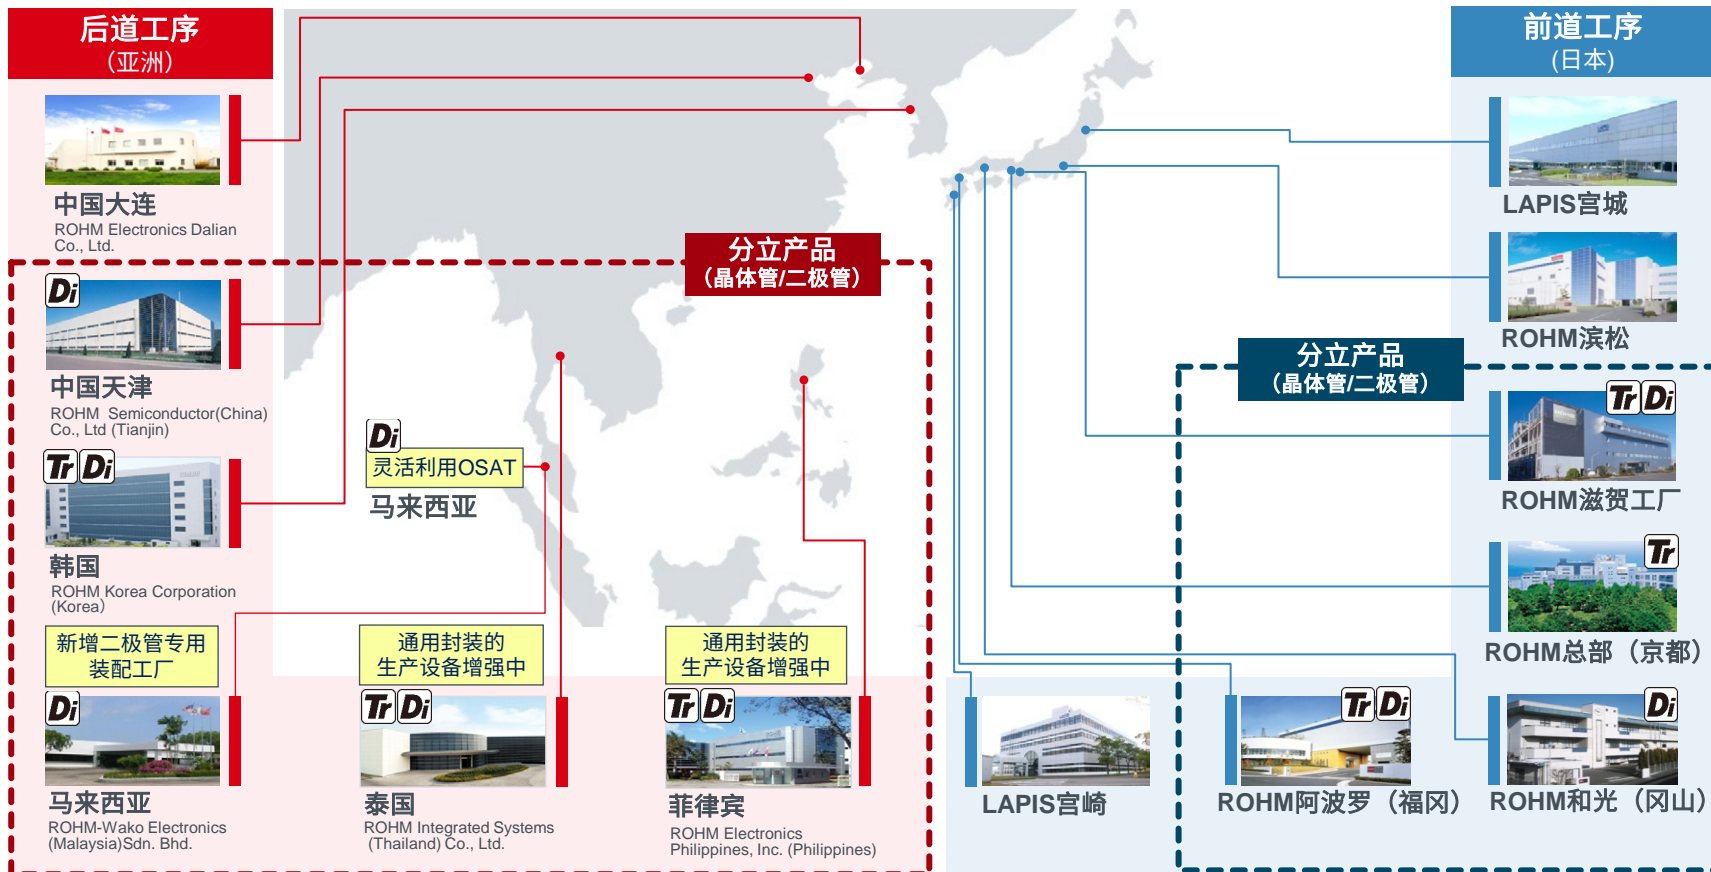 后道工序
（亚洲）
中国大连
ROHM Electronics Dalian
Co., Ltd.
分立产品
（晶体管/二极管）
Di
中国天津
ROHM Semiconductor(China)
Co., Ltd (Tianjin)
Tr Di
韩国
ROHM Korea Corporation
(Korea）
Di
灵活利用OSAT
马来西亚
新增二极管专用
装配工厂
Di
马来西亚
ROHM-Wako Electronics
(Malaysia)Sdn. Bhd.
通用封装的
生产设备增强中
Tr Di
泰国
ROHM Integrated Systems
(Thailand) Co., Ltd.
通用封装的
生产设备增强中
Tr Di
菲律宾
ROHM Electronics
Philippines, Inc. (Philippines)
前道工序
(日本)
LAPIS宫城
ROHM滨松
分立产品
（晶体管/二极管）
Tr Di
ROHM滋贺工厂
Tr
ROHM总部（京都）
LAPIS宫崎
Tr Di
ROHM阿波罗（福冈）
Di
ROHM和光（冈山）